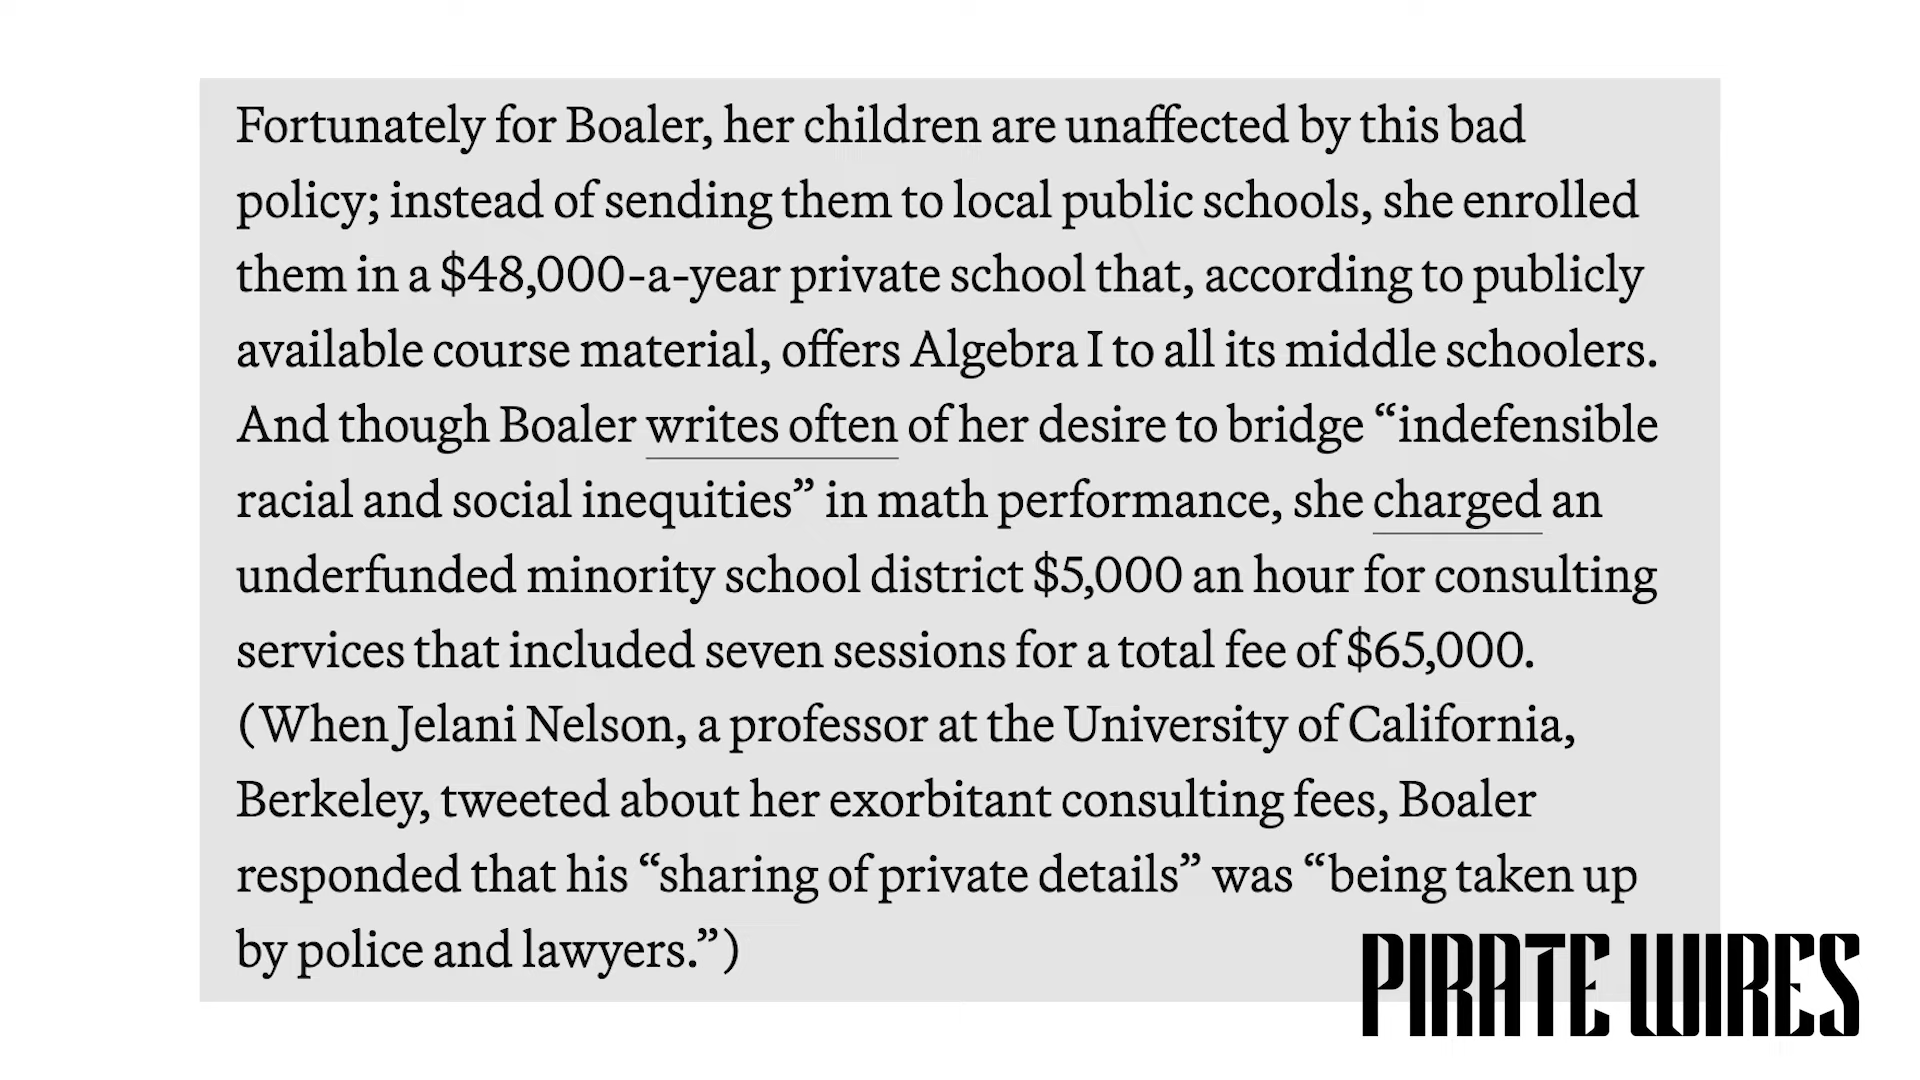 Fortunately for Boaler, her children are unaffected by this bad
policy; instead of sending them to local public schools, she enrolled
them in a $48,000-a-year private school that, according to publicly
available course material, offers Algebra I to all its middle schoolers.
And though Boaler writes often of her desire to bridge “indefensible
racial and social inequities” in math performance, she charged an
underfunded minority school district $5,000 an hour for consulting
services that included seven sessions for a total fee of $65,000.
(When Jelani Nelson, a professor at the University of California,
Berkeley, tweeted about her exorbitant consulting fees, Boaler
responded that his “sharing of private details” was “being taken up
by police and lawyers.”)
PIRATE WIRES